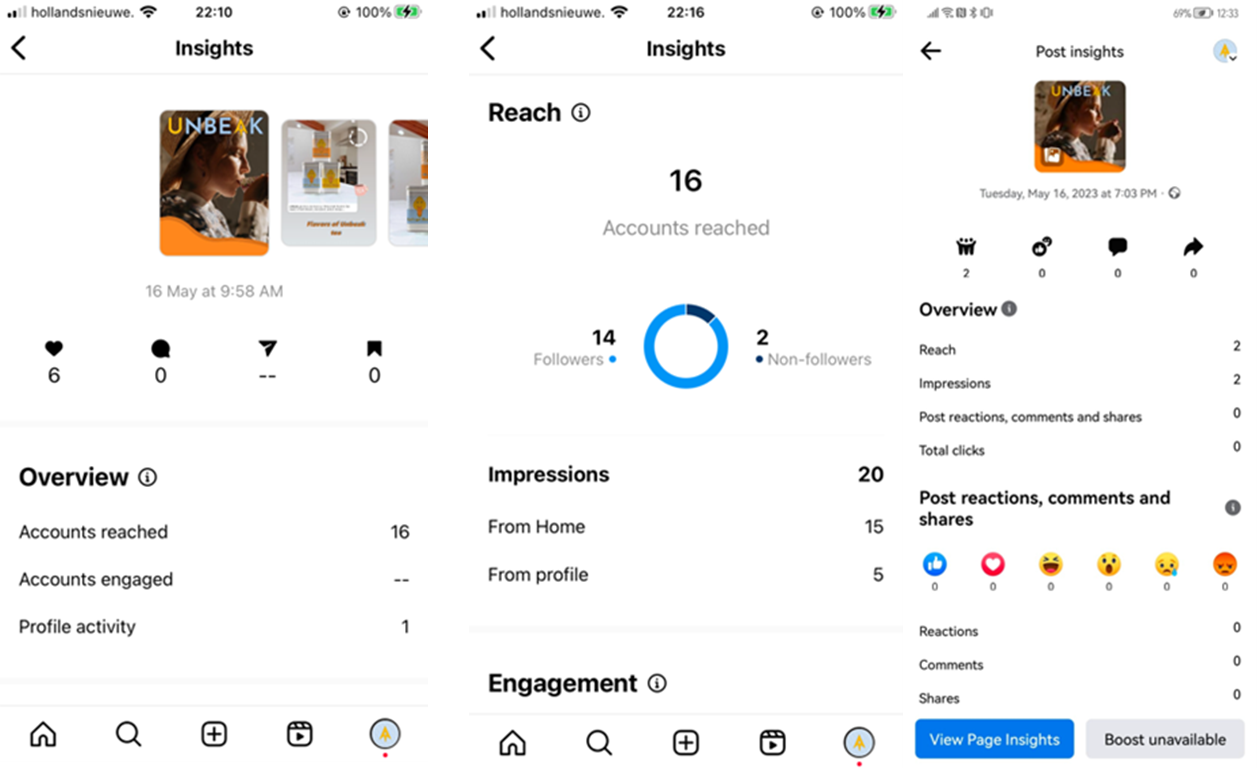 hollandsnieuwe. 22:10 100%
Insights
UNBEAK
Flavors of Unbeak tea
16 May at 9:58 AM
6 0 -- 0
Overview
Accounts reached 16
Accounts engaged --
Profile activity 1
hollandsnieuwe. 22:16 100%
Insights
Reach
16
Accounts reached
14
Followers
2
Non-followers
Impressions 20
From Home 15
From profile 5
Engagement
69% 12:33
Post insights
UNBEAK
Tuesday, May 16, 2023 at 7:03 PM ·
2 0 0 0
Overview
Reach 2
Impressions 2
Post reactions, comments and shares 0
Total clicks 0
Post reactions, comments and
shares
0 0 0 0 0 0
Reactions 0
Comments 0
Shares 0
View Page Insights
Boost unavailable